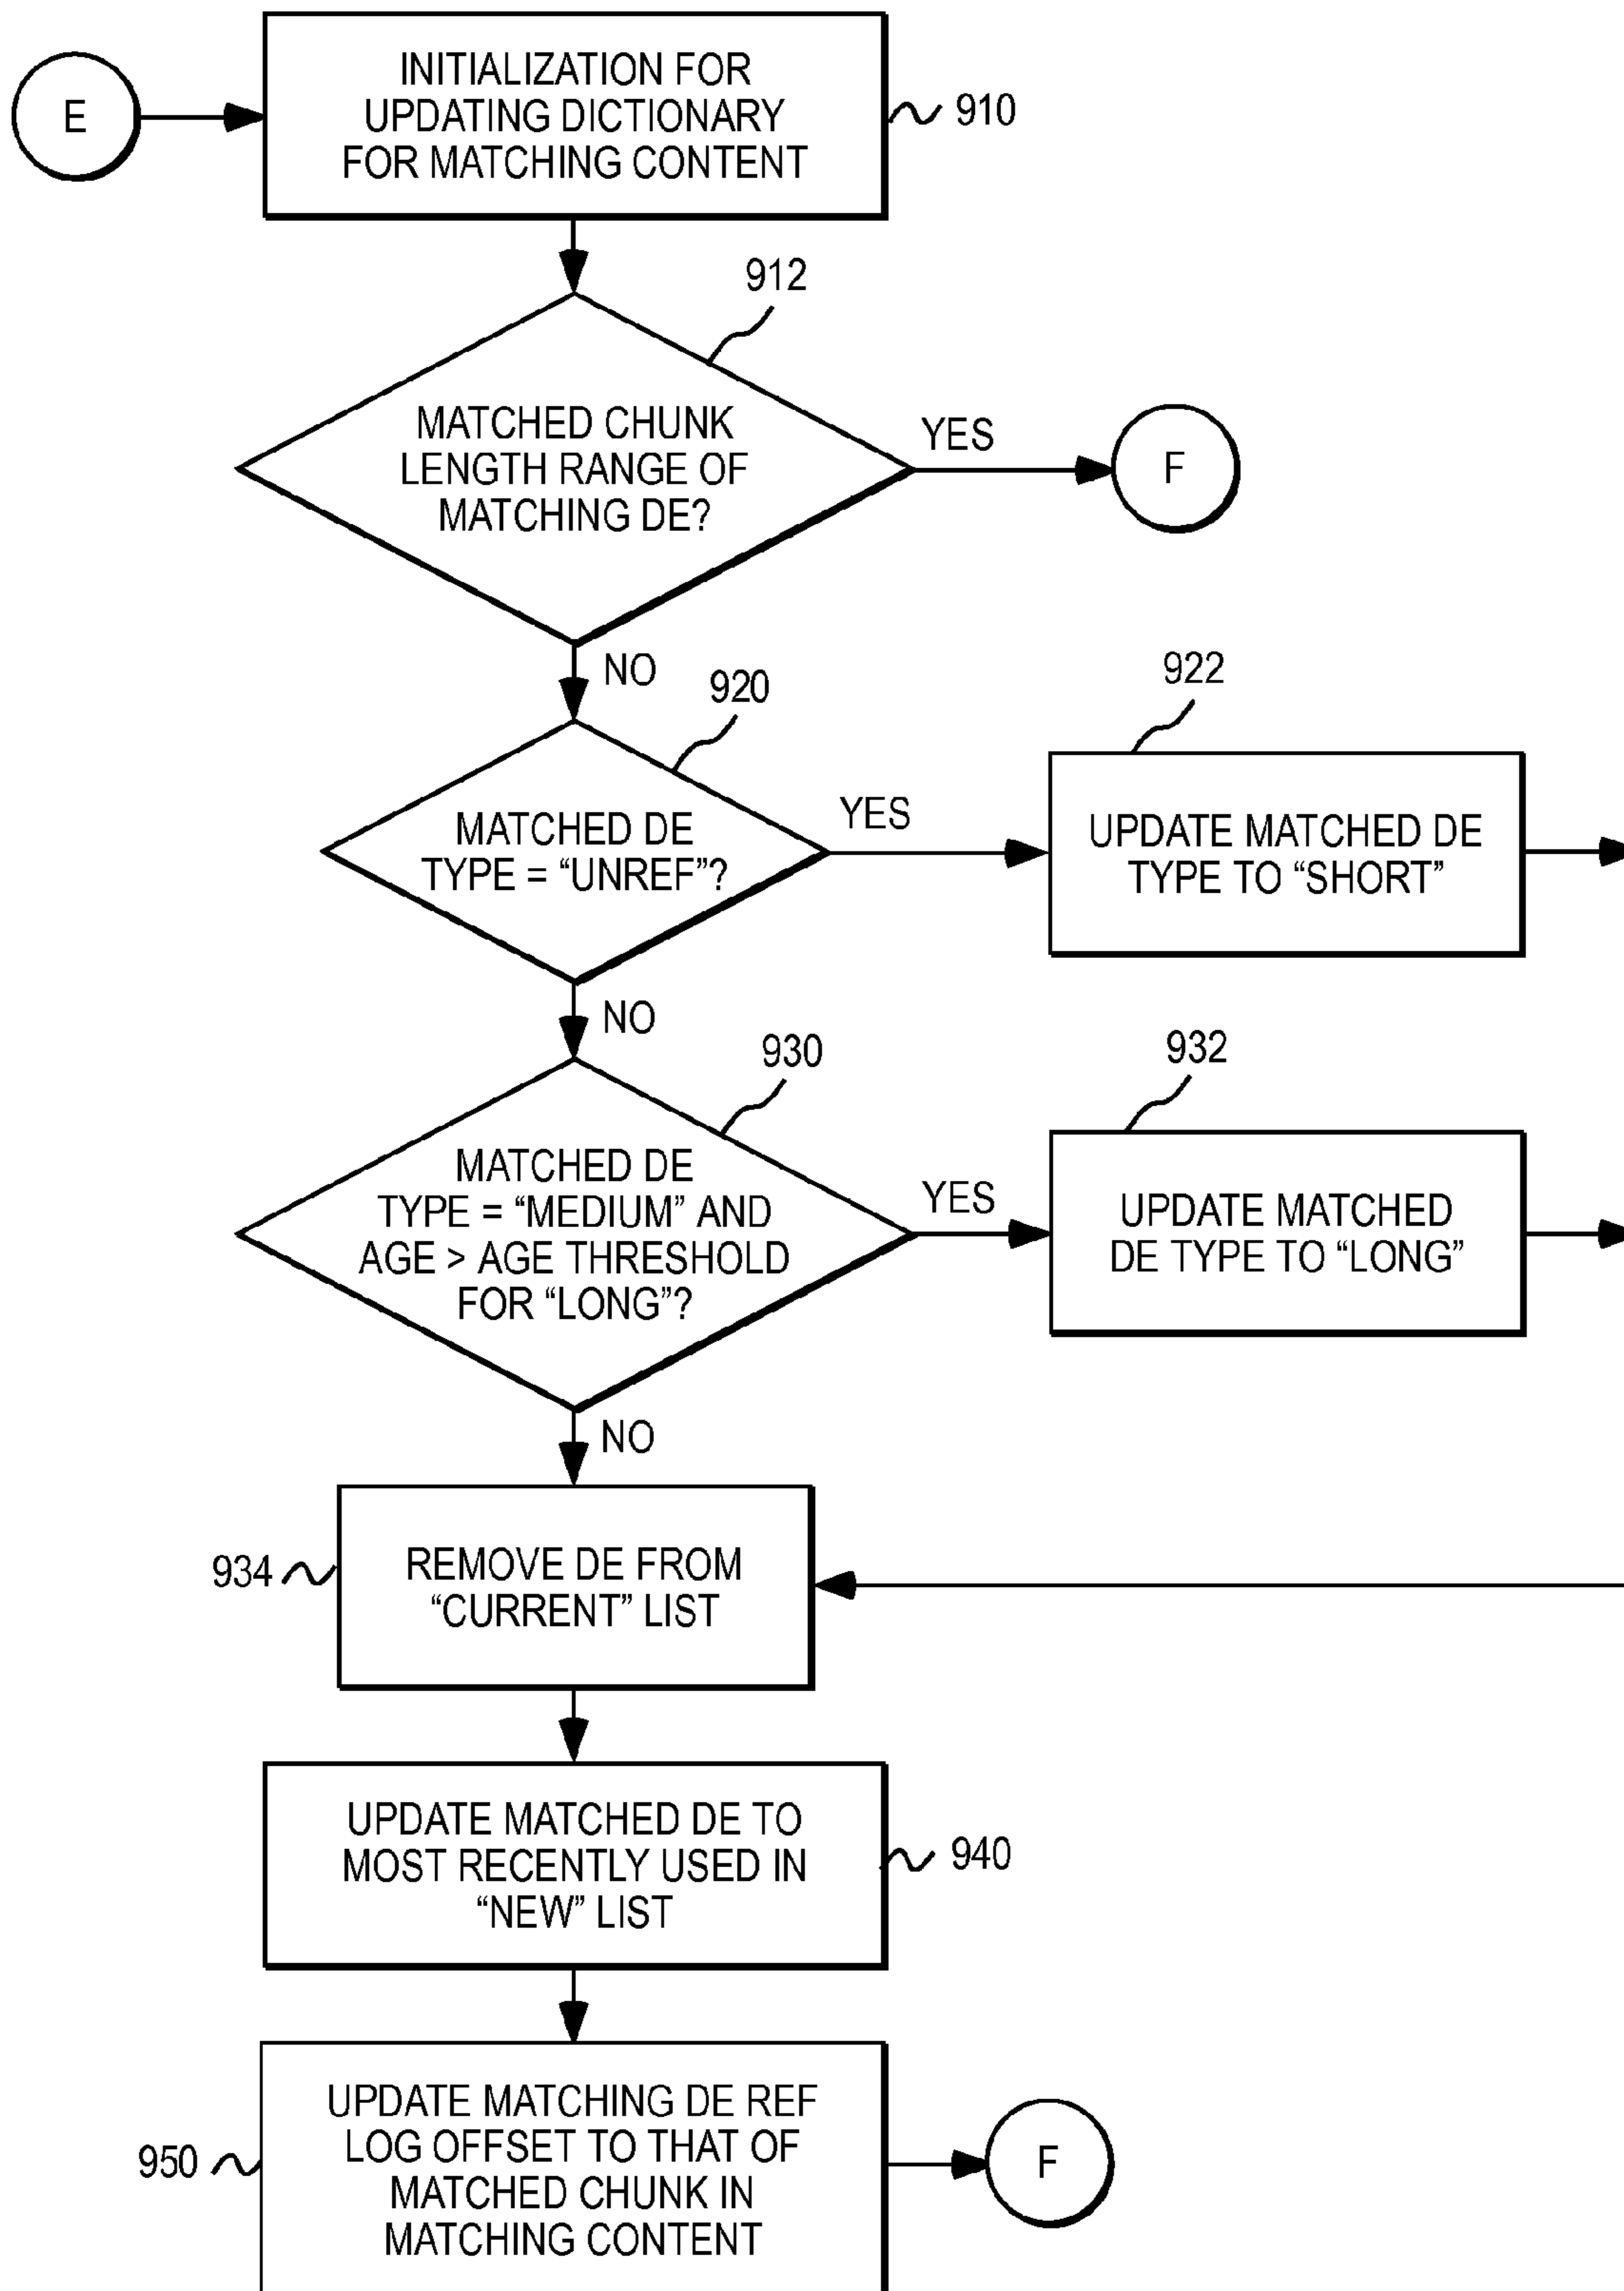 E
INITIALIZATION FOR
UPDATING DICTIONARY
FOR MATCHING CONTENT
910
912
MATCHED CHUNK
LENGTH RANGE OF
MATCHING DE?
YES
F
NO
920
922
MATCHED DE
TYPE = “UNREF”?
YES
UPDATE MATCHED DE
TYPE TO “SHORT”
NO
930
932
MATCHED DE
TYPE = “MEDIUM” AND
AGE > AGE THRESHOLD
FOR “LONG”?
YES
UPDATE MATCHED
DE TYPE TO “LONG”
NO
934
REMOVE DE FROM
“CURRENT” LIST
UPDATE MATCHED DE TO
MOST RECENTLY USED IN
“NEW” LIST
940
950
UPDATE MATCHING DE REF
LOG OFFSET TO THAT OF
MATCHED CHUNK IN
MATCHING CONTENT
F